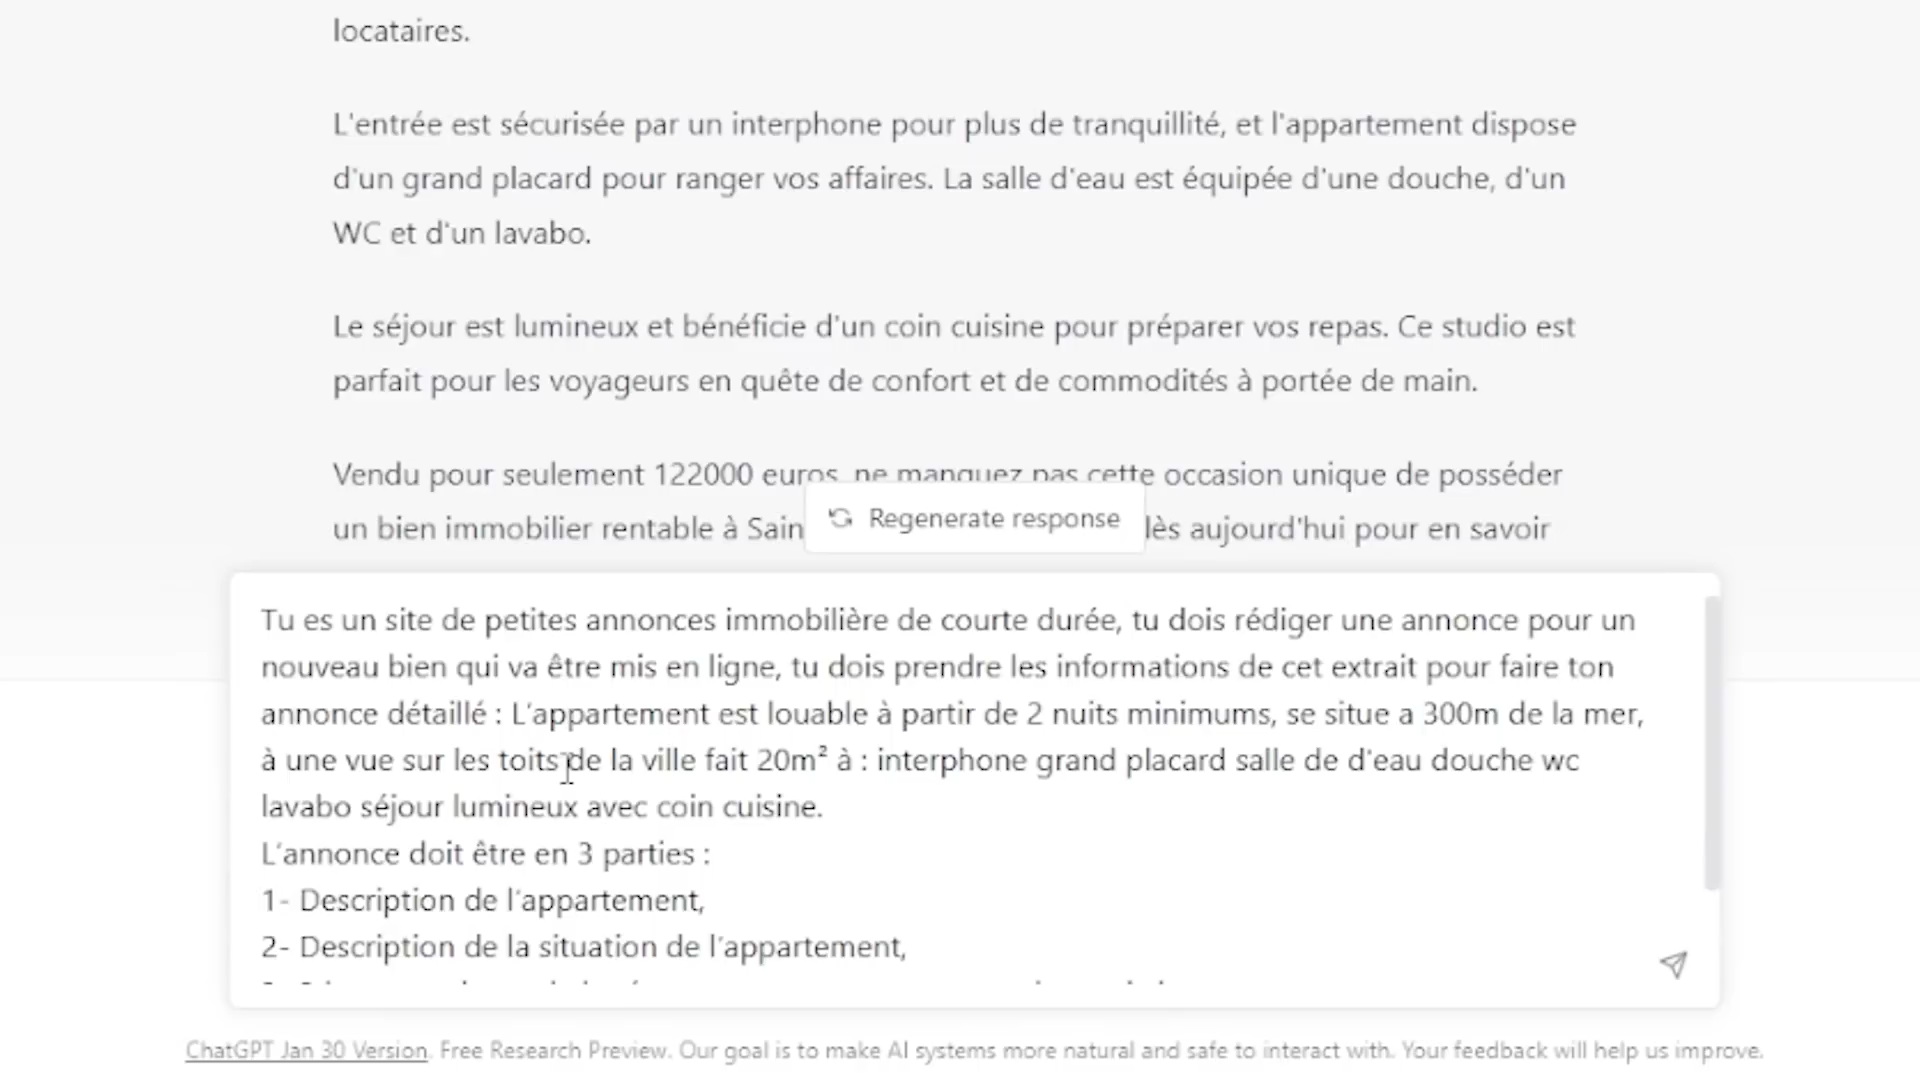 locataires.
L'entrée est sécurisée par un interphone pour plus de tranquillité, et l'appartement dispose
d'un grand placard pour ranger vos affaires. La salle d'eau est équipée d'une douche, d'un
WC et d'un lavabo.
Le séjour est lumineux et bénéficie d'un coin cuisine pour préparer vos repas. Ce studio est
parfait pour les voyageurs en quête de confort et de commodités à portée de main.
Vendu pour seulement 122000 euros, ne manquez pas cette occasion unique de posséder
un bien immobilier rentable à Sain
Regenerate response
lès aujourd'hui pour en savoir
Tu es un site de petites annonces immobilière de courte durée, tu dois rédiger une annonce pour un
nouveau bien qui va être mis en ligne, tu dois prendre les informations de cet extrait pour faire ton
annonce détaillé : L'appartement est louable à partir de 2 nuits minimums, se situe a 300m de la mer,
à une vue sur les toits de la ville fait 20m² à : interphone grand placard salle de d'eau douche wc
lavabo séjour lumineux avec coin cuisine.
L'annonce doit être en 3 parties :
1- Description de l'appartement,
2- Description de la situation de l'appartement,
ChatGPT Jan 30 Version. Free Research Preview. Our goal is to make AI systems more natural and safe to interact with. Your feedback will help us improve.